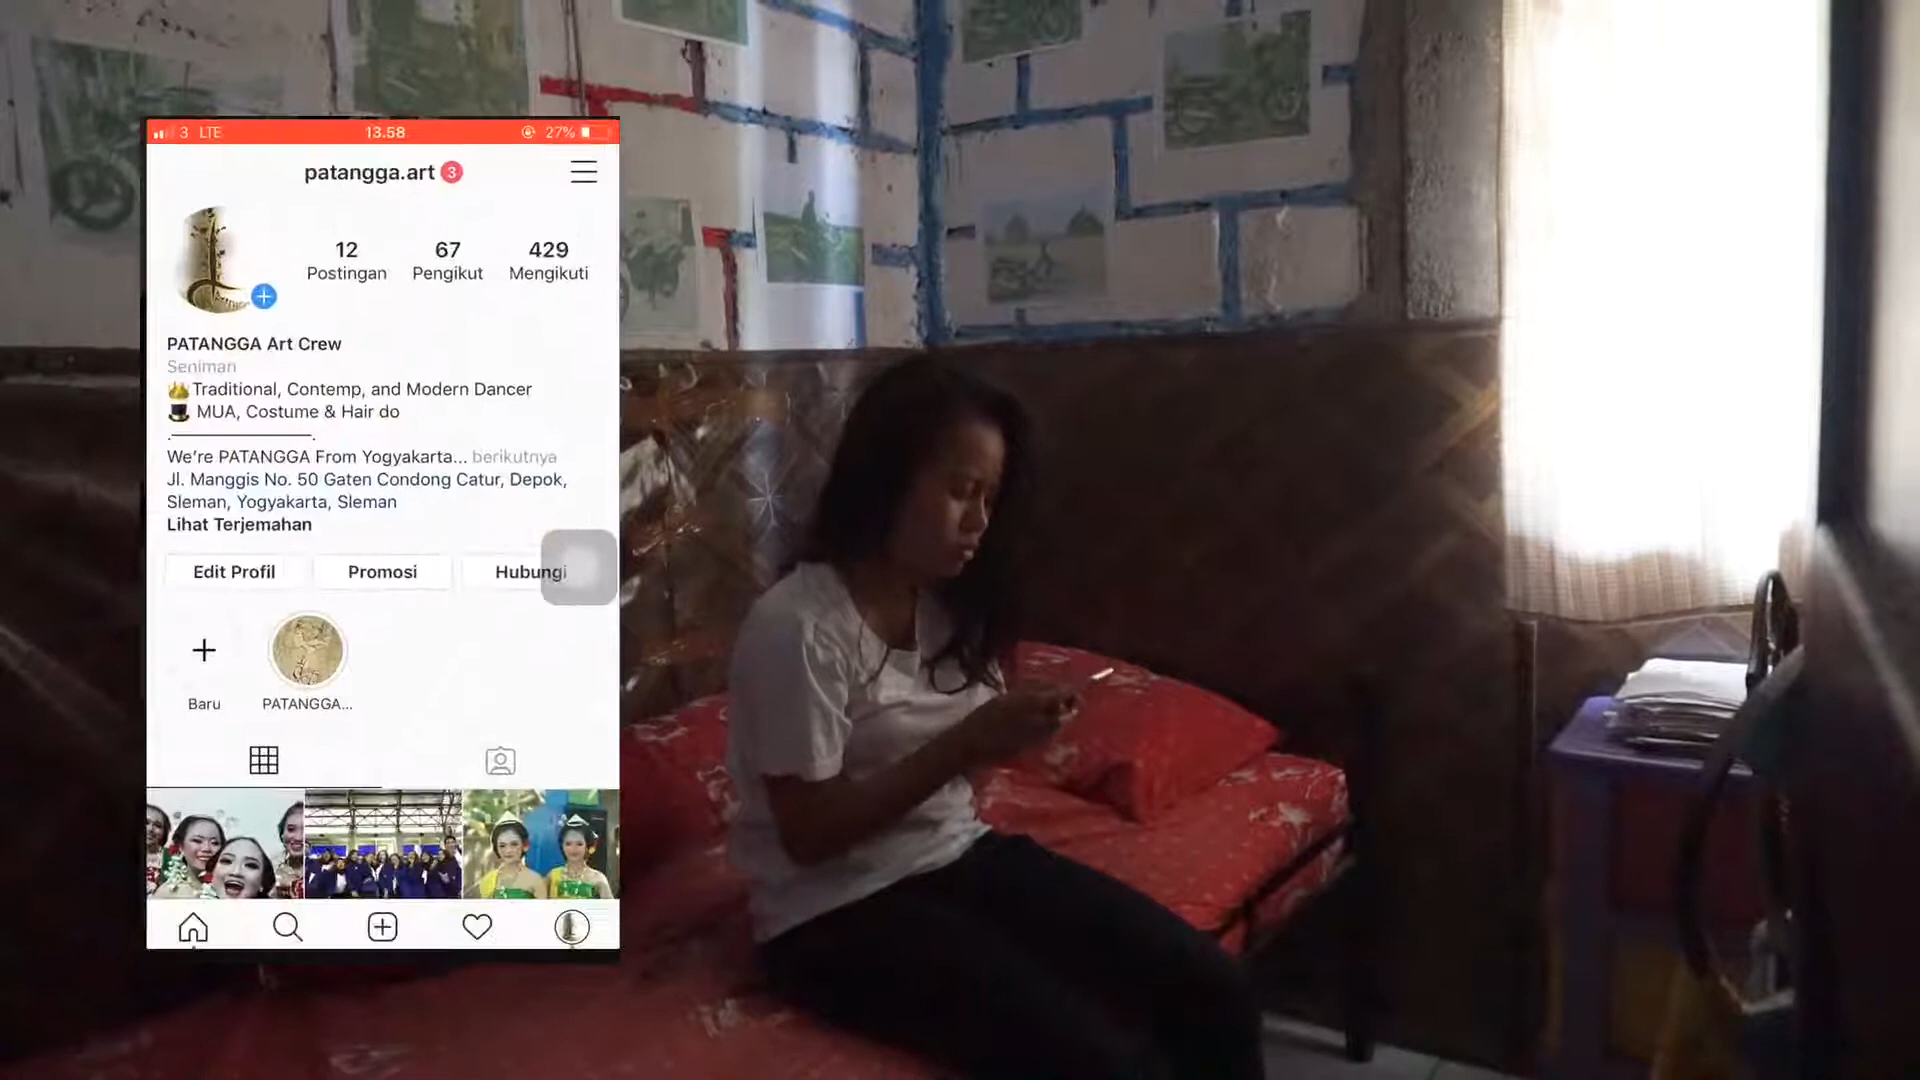 3 LTE 13.58 27%
patangga.art 3
12 67 429
Postingan Pengikut Mengikuti
PATANGGA Art Crew
Seniman
Traditional, Contemp, and Modern Dancer
MUA, Costume & Hair do
We're PATANGGA From Yogyakarta... berikutnya
Jl. Manggis No. 50 Gaten Condong Catur, Depok,
Sleman, Yogyakarta, Sleman
Lihat Terjemahan
Edit Profil Promosi Hubungi
Baru PATANGGA...